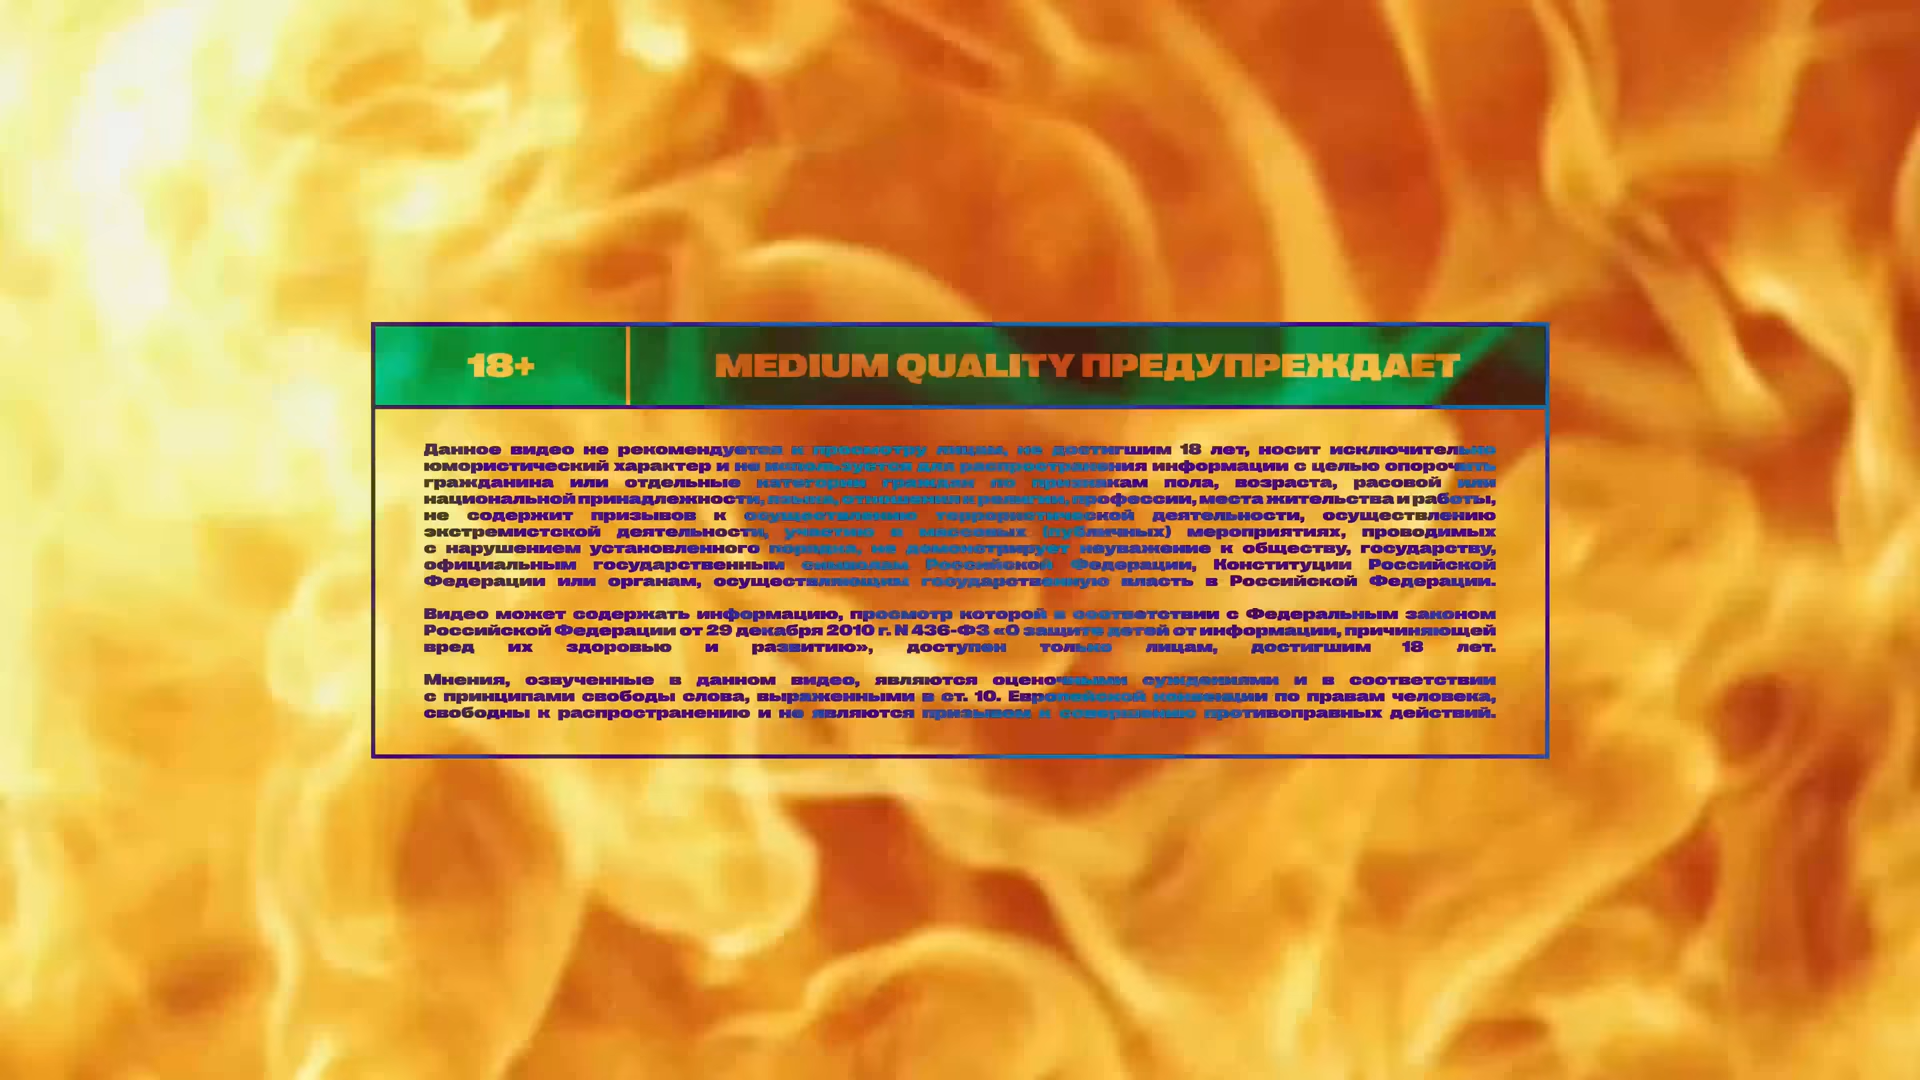 18+
MEDIUM QUALITY ПРЕДУПРЕЖДАЕТ
Данное видео не рекомендуется к просмотру лицам, не достигшим 18 лет, носит исключительно
юмористический характер и не используется для распространения информации с целью опорочить
гражданина или отдельные категории граждан по признакам пола, возраста, расовой или
национальной принадлежности, языка, отношения к религии, профессии, места жительства и работы,
не содержит призывов к осуществлению террористической деятельности, осуществлению
экстремистской деятельности, участию в массовых (публичных) мероприятиях, проводимых
с нарушением установленного порядка, не демонстрирует неуважение к обществу, государству,
официальным государственным символам Российской Федерации, Конституции Российской
Федерации или органам, осуществляющим государственную власть в Российской Федерации.
Видео может содержать информацию, просмотр которой в соответствии с Федеральным законом
Российской Федерации от 29 декабря 2010 г. N 436-ФЗ «О защите детей от информации, причиняющей
вред их здоровью и развитию», доступен только лицам, достигшим 18 лет.
Мнения, озвученные в данном видео, являются оценочными суждениями и в соответствии
с принципами свободы слова, выраженными в ст. 10. Европейской конвенции по правам человека,
свободны к распространению и не являются призывом к совершению противоправных действий.